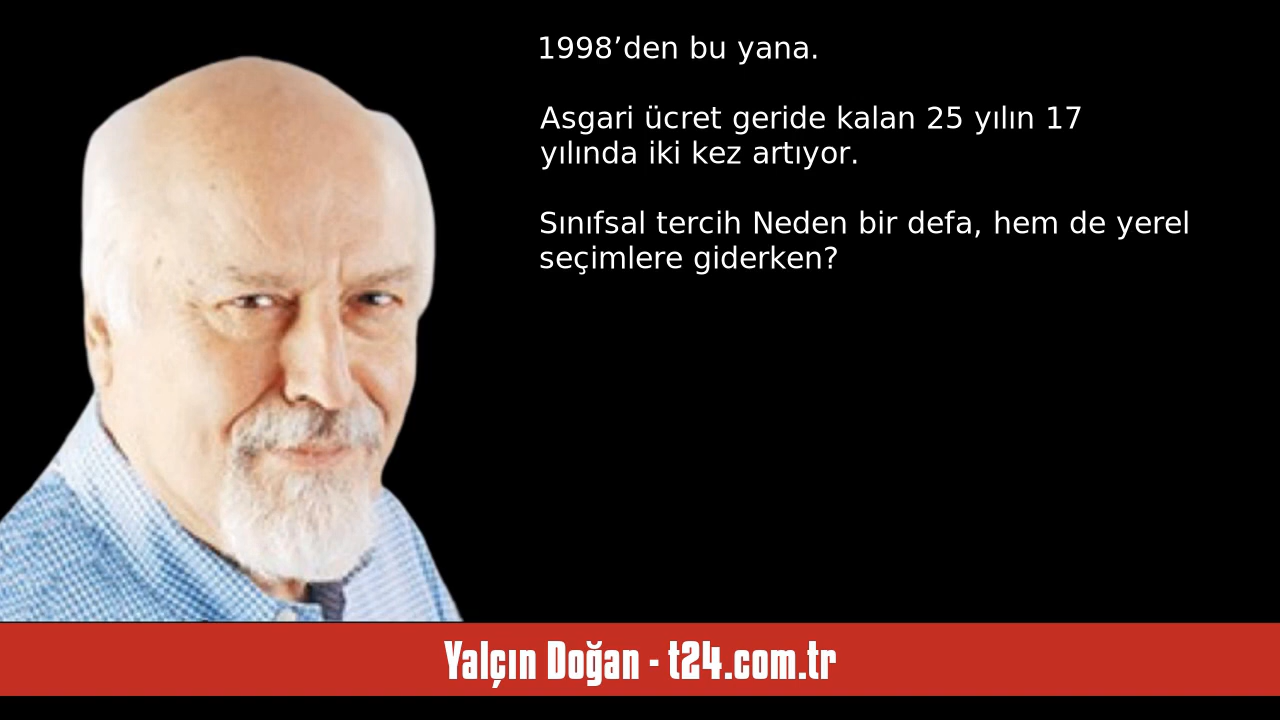 1998’den bu yana.
Asgari ücret geride kalan 25 yılın 17
yılında iki kez artıyor.
Sınıfsal tercih Neden bir defa, hem de yerel
seçimlere giderken?
Yalçın Doğan - t24.com.tr